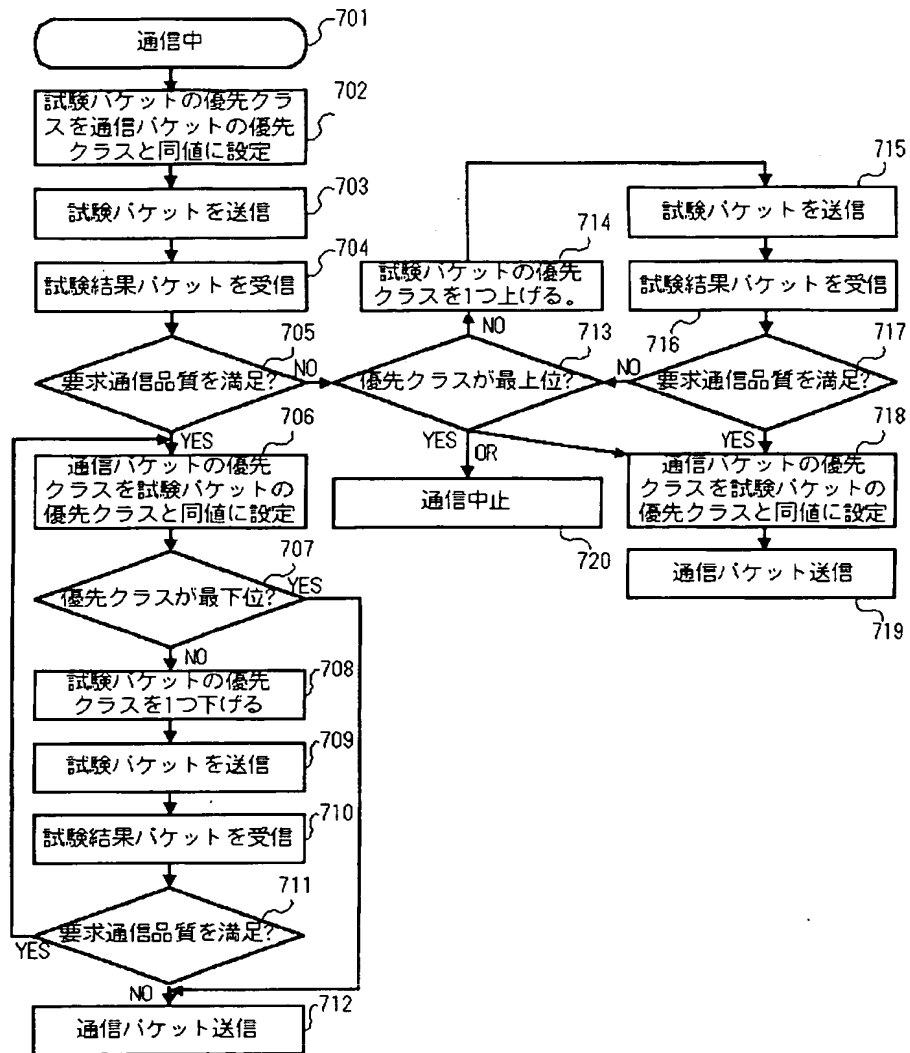 通信中
701
試験パケットの優先クラ
スを通信パケットの優先
クラスと同値に設定
702
試験パケットを送信
703
試験結果パケットを受信
704
要求通信品質を満足?
705
NO
YES
通信パケットの優先
クラスを試験パケットの
優先クラスと同値に設定
706
優先クラスが最下位?
707
YES
NO
試験パケットの優先
クラスを1つ下げる
708
試験パケットを送信
709
試験結果パケットを受信
710
要求通信品質を満足?
711
YES
NO
通信パケット送信
712
優先クラスが最上位?
713
NO
YES
OR
試験パケットの優先
クラスを1つ上げる。
714
試験パケットを送信
715
試験結果パケットを受信
716
要求通信品質を満足?
717
NO
YES
通信パケットの優先
クラスを試験パケットの
優先クラスと同値に設定
718
通信パケット送信
719
通信中止
720